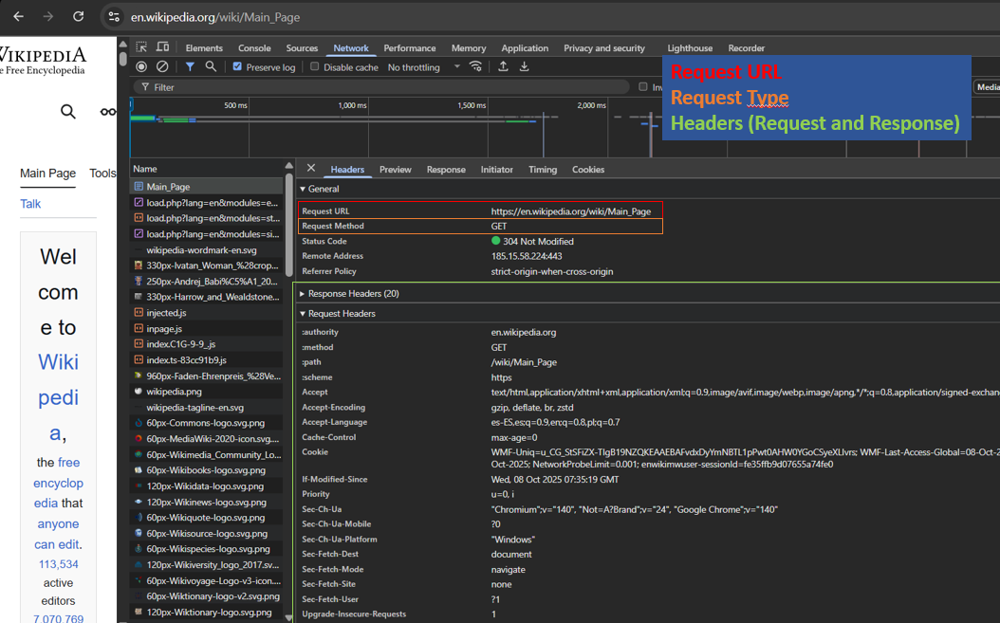 en.wikipedia.org/wiki/Main_Page
WIKIPEDIA
e Free Encyclopedia
Main Page Tools
Talk
Wel
com
e to
Wiki
pedi
a,
the free
encyclop
edia that
anyone
can edit.
113,534
active
editors
7,070,769
Elements Console Sources Network Performance Memory Application Privacy and security Lighthouse Recorder
Preserve log Disable cache No throttling
Filter Inv Media
Request URL
Request Type
Headers (Request and Response)
500 ms 1,000 ms 1,500 ms 2,000 ms
Name
Main_Page
load.php?lang=en&modules=e...
load.php?lang=en&modules=st...
load.php?lang=en&modules=si...
wikipedia-wordmark-en.svg
330px-Ivatan_Woman_%28crop...
250px-Andrej_Babi%C5%A1_20...
330px-Harrow_and_Wealdstone...
injected.js
inpage.js
index.C1G-9-9_.js
index.ts-83cc91b9.js
960px-Faden-Ehrenpreis_%28Ve...
wikipedia.png
wikipedia-tagline-en.svg
60px-Commons-logo.svg.png
60px-MediaWiki-2020-icon.svg....
60px-Wikimedia_Community_Lo...
60px-Wikibooks-logo.svg.png
120px-Wikidata-logo.svg.png
120px-Wikinews-logo.svg.png
60px-Wikiquote-logo.svg.png
60px-Wikisource-logo.svg.png
60px-Wikispecies-logo.svg.png
120px-Wikiversity_logo_2017.sv...
60px-Wikivoyage-Logo-v3-icon....
60px-Wiktionary-logo-v2.svg.png
120px-Wiktionary-logo.svg.png
Headers Preview Response Initiator Timing Cookies
General
Request URL https://en.wikipedia.org/wiki/Main_Page
Request Method GET
Status Code 304 Not Modified
Remote Address 185.15.58.224:443
Referrer Policy strict-origin-when-cross-origin
Response Headers (20)
Request Headers
:authority en.wikipedia.org
:method GET
:path /wiki/Main_Page
:scheme https
Accept text/html,application/xhtml+xml,application/xml;q=0.9,image/avif,image/webp,image/apng,*/*;q=0.8,application/signed-exchan
Accept-Encoding gzip, deflate, br, zstd
Accept-Language es-ES,es;q=0.9,en;q=0.8,pl;q=0.7
Cache-Control max-age=0
Cookie WMF-Uniq=u_CG_StSFiZX-TIgB19NZQKEAAEBAFvdxDyYmNBTL1pPwt0AHW0YGoCSyeXLIvrs; WMF-Last-Access-Global=08-Oct-2
Oct-2025; NetworkProbeLimit=0.001; enwikimwuser-sessionId=fe35ffb9d07655a74fe0
If-Modified-Since Wed, 08 Oct 2025 07:35:19 GMT
Priority u=0, i
Sec-Ch-Ua "Chromium";v="140", "Not=A?Brand";v="24", "Google Chrome";v="140"
Sec-Ch-Ua-Mobile ?0
Sec-Ch-Ua-Platform "Windows"
Sec-Fetch-Dest document
Sec-Fetch-Mode navigate
Sec-Fetch-Site none
Sec-Fetch-User ?1
Upgrade-Insecure-Requests 1